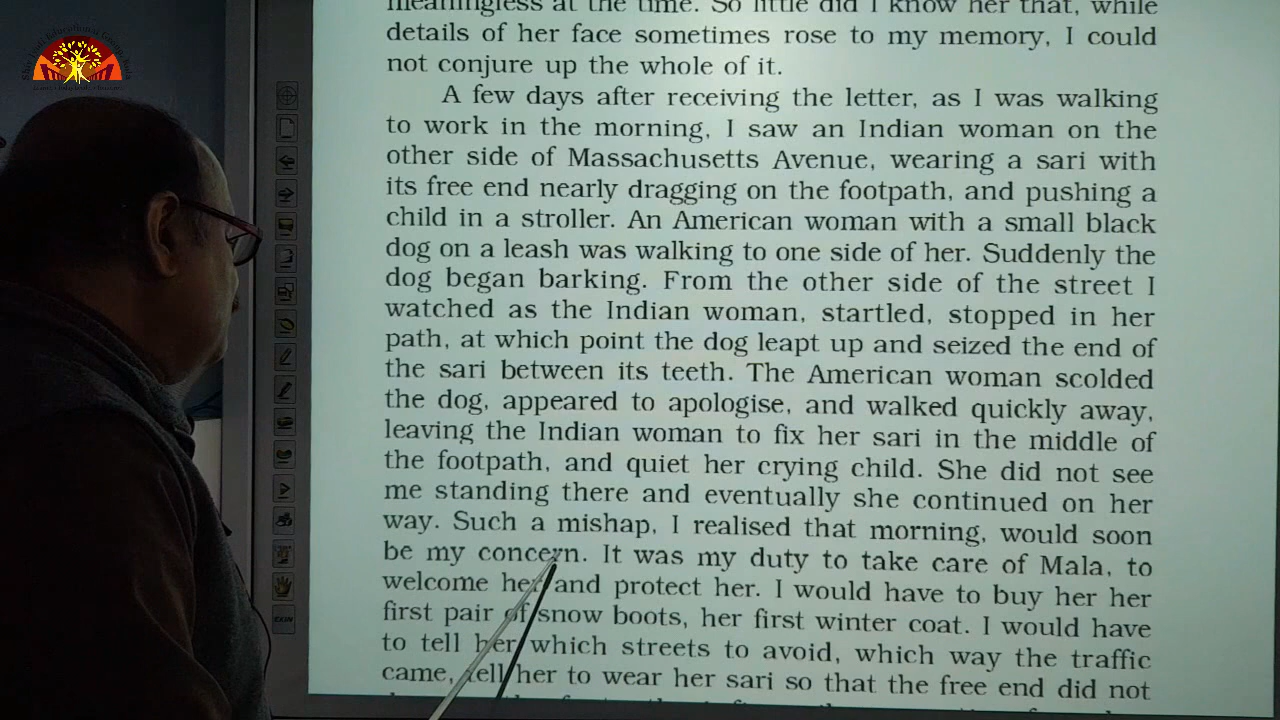 meaningless at the time. So little did I know her that, while
details of her face sometimes rose to my memory, I could
not conjure up the whole of it.
A few days after receiving the letter, as I was walking
to work in the morning, I saw an Indian woman on the
other side of Massachusetts Avenue, wearing a sari with
its free end nearly dragging on the footpath, and pushing a
child in a stroller. An American woman with a small black
dog on a leash was walking to one side of her. Suddenly the
dog began barking. From the other side of the street I
watched as the Indian woman, startled, stopped in her
path, at which point the dog leapt up and seized the end of
the sari between its teeth. The American woman scolded
the dog, appeared to apologise, and walked quickly away,
leaving the Indian woman to fix her sari in the middle of
the footpath, and quiet her crying child. She did not see
me standing there and eventually she continued on her
way. Such a mishap, I realised that morning, would soon
be my concern. It was my duty to take care of Mala, to
welcome her and protect her. I would have to buy her her
first pair of snow boots, her first winter coat. I would have
to tell her which streets to avoid, which way the traffic
came, tell her to wear her sari so that the free end did not